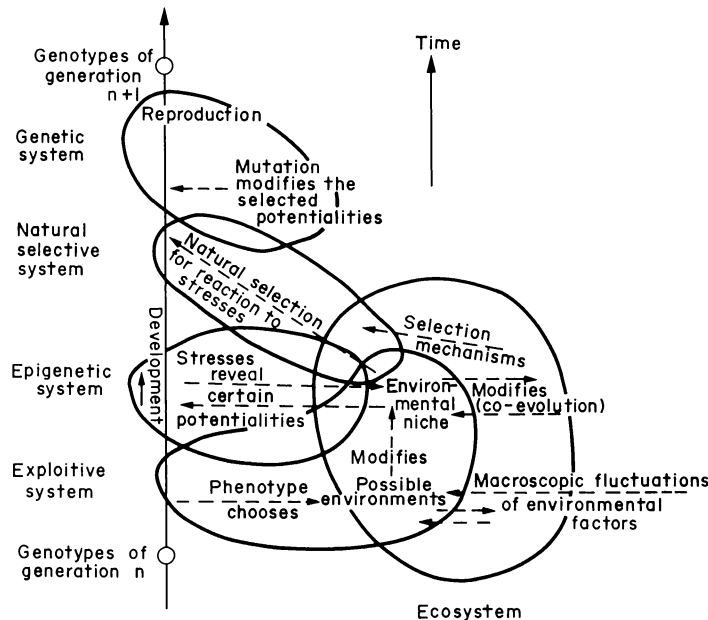 Time
Genotypes of
generation
n+1
Reproduction
Genetic
system
Mutation
modifies the
selected
potentialities
Natural
selective
system
Natural selection
for reaction to
stresses
Selection
mechanisms
Development
Epigenetic
system
Stresses
reveal
certain
potentialities
Environ
mental
niche
Modifies
(co-evolution)
Exploitive
system
Modifies
Phenotype
chooses
Possible
environments
Macroscopic fluctuations
of environmental
factors
Genotypes of
generation n
Ecosystem